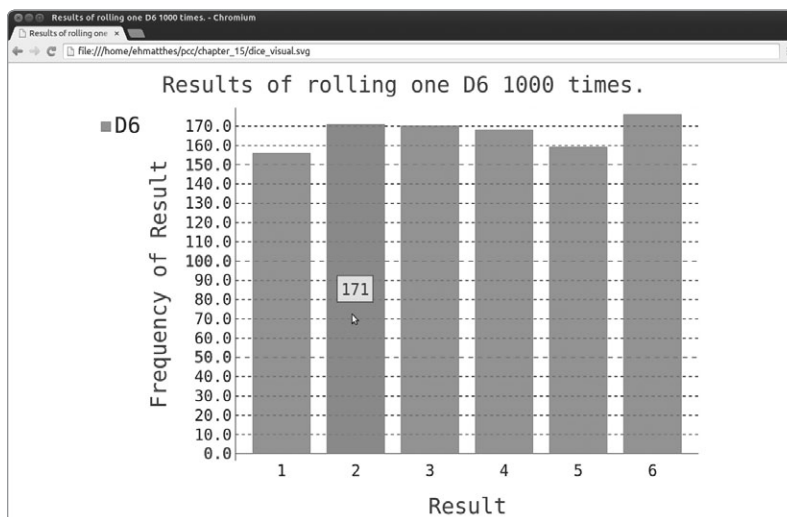 Results of rolling one D6 1000 times. - Chromium
Results of rolling one ×
file:///home/ehmatthes/pcc/chapter_15/dice_visual.svg
Results of rolling one D6 1000 times.
D6
Frequency of Result
170.0
160.0
150.0
140.0
130.0
120.0
110.0
100.0
90.0
80.0
70.0
60.0
50.0
40.0
30.0
20.0
10.0
0.0
171
1 2 3 4 5 6
Result